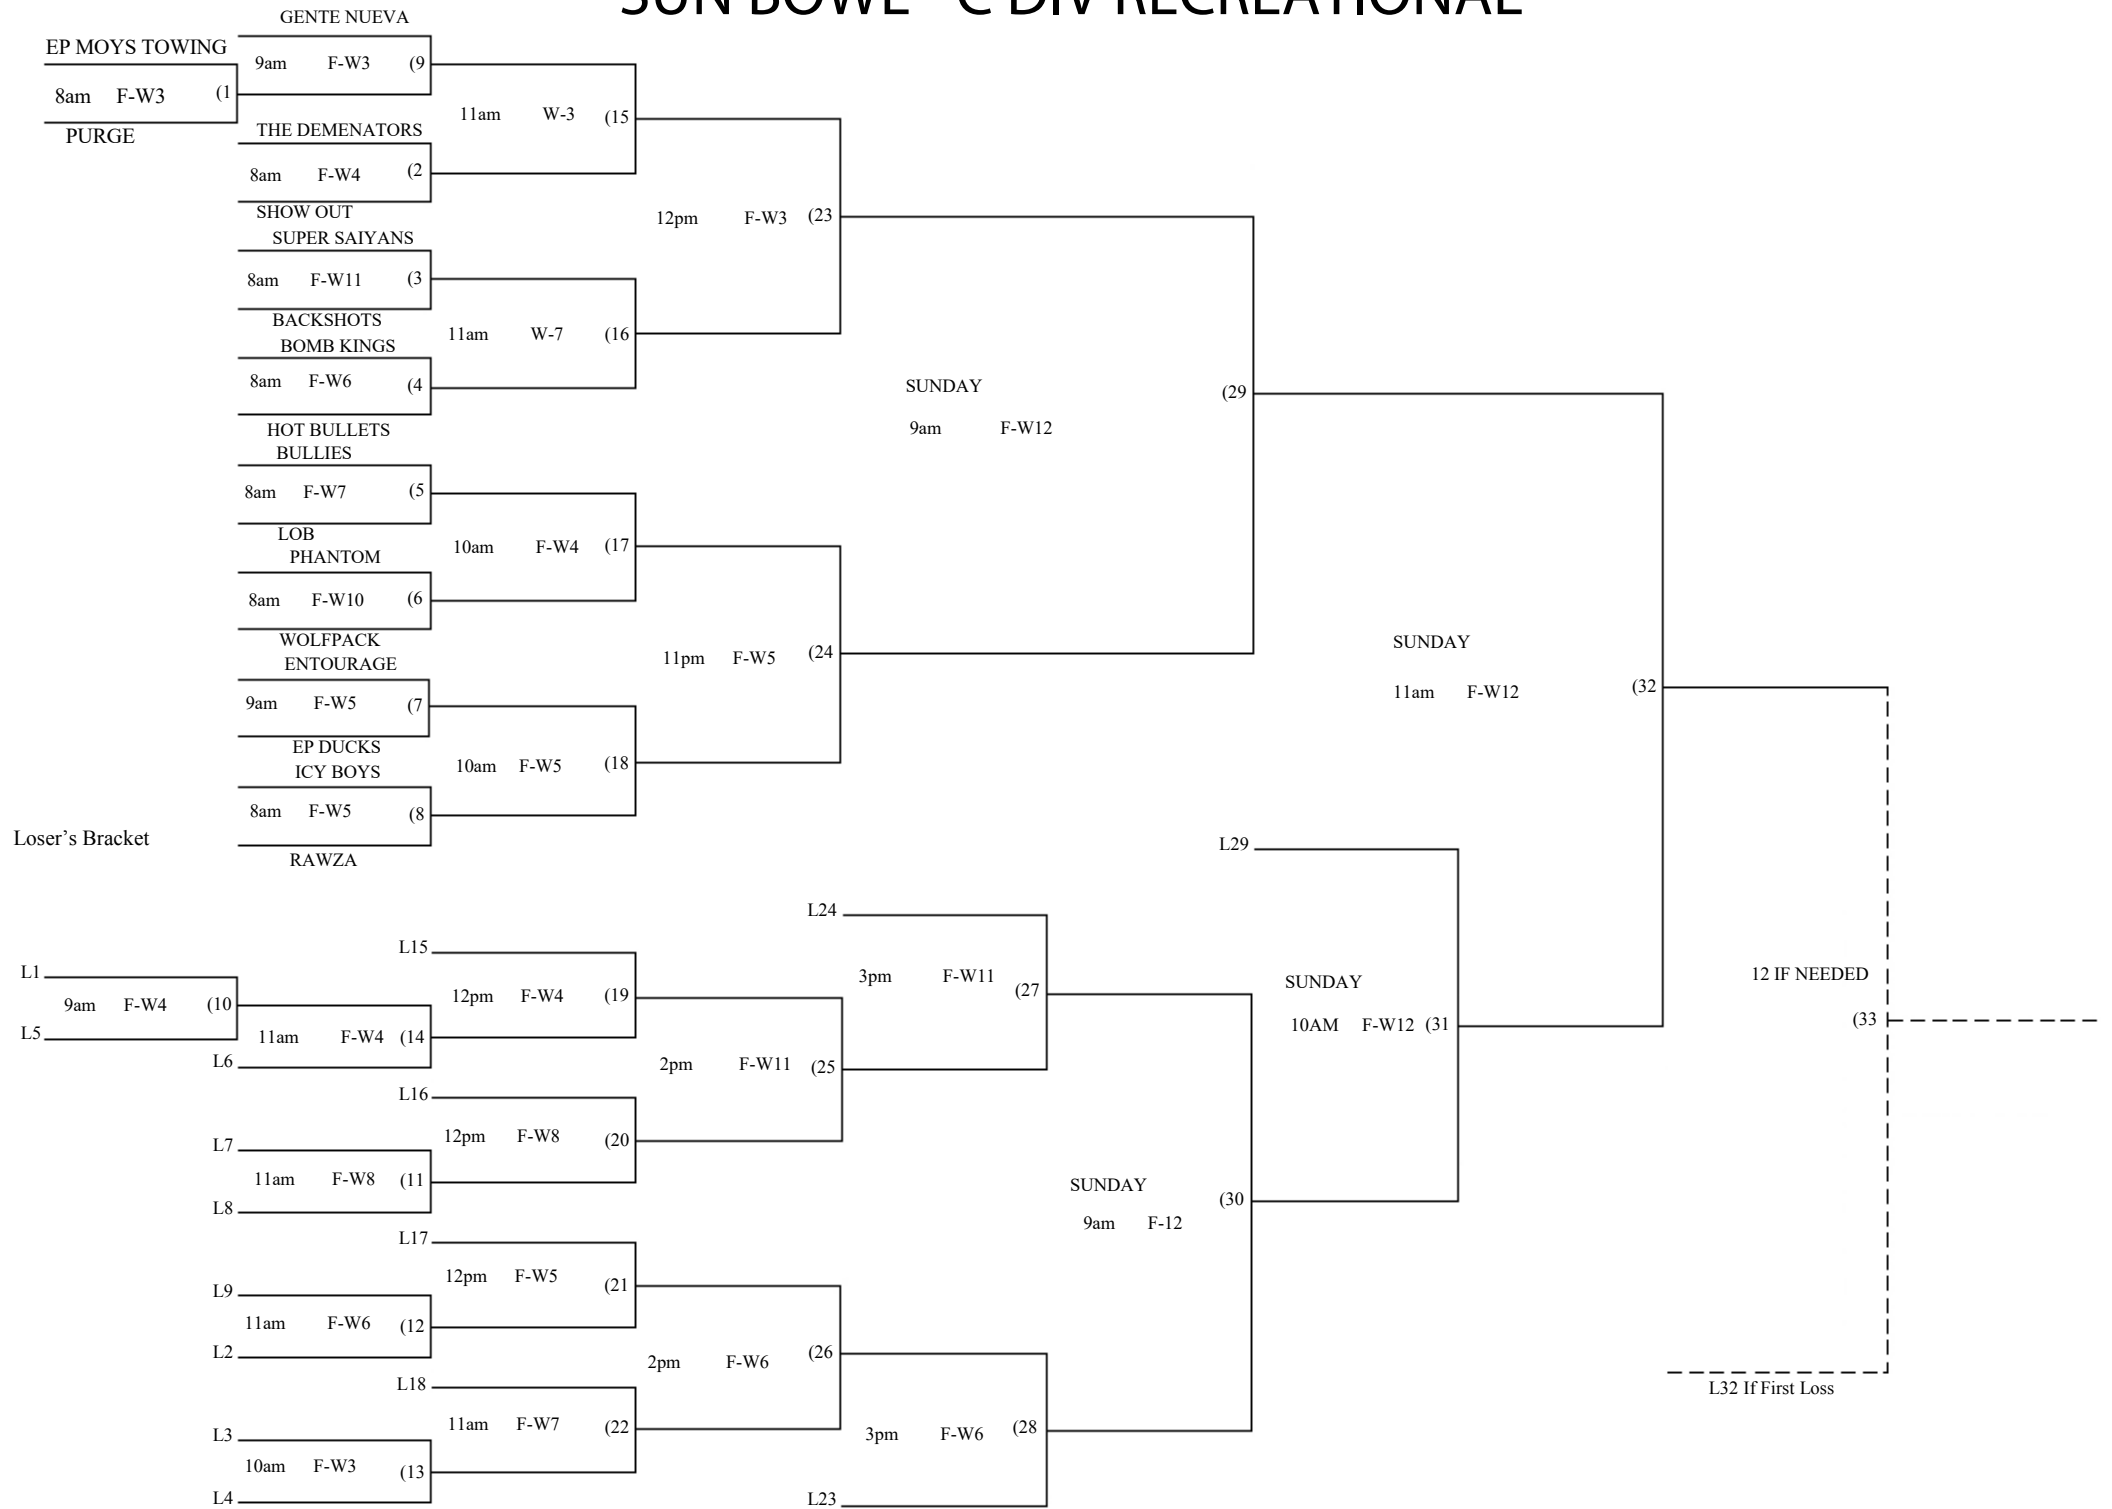 SUN BOWL - C DIV RECREATIONAL
GENTE NUEVA
EP MOYS TOWING
9am F-W3 (9
8am F-W3 (1
PURGE
11am W-3 (15
THE DEMENATORS
8am F-W4 (2
SHOW OUT
12pm F-W3 (23
SUPER SAIYANS
8am F-W11 (3
BACKSHOTS
11am W-7 (16
BOMB KINGS
8am F-W6 (4
HOT BULLETS
SUNDAY
9am F-W12
(29
BULLIES
8am F-W7 (5
LOB
10am F-W4 (17
PHANTOM
8am F-W10 (6
WOLFPACK
11pm F-W5 (24
ENTOURAGE
9am F-W5 (7
EP DUCKS
10am F-W5 (18
ICY BOYS
8am F-W5 (8
RAWZA
SUNDAY
11am F-W12 (32
Loser's Bracket
L29
L24
L15
L1
9am F-W4 (10
L5
12pm F-W4 (19
11am F-W4 (14
L6
3pm F-W11 (27
2pm F-W11 (25
SUNDAY
10AM F-W12 (31
12 IF NEEDED
(33
L16
12pm F-W8 (20
L7
11am F-W8 (11
L8
SUNDAY
9am F-12
(30
L17
12pm F-W5 (21
L9
11am F-W6 (12
L2
2pm F-W6 (26
L18
11am F-W7 (22
L3
10am F-W3 (13
L4
3pm F-W6 (28
L23
L32 If First Loss